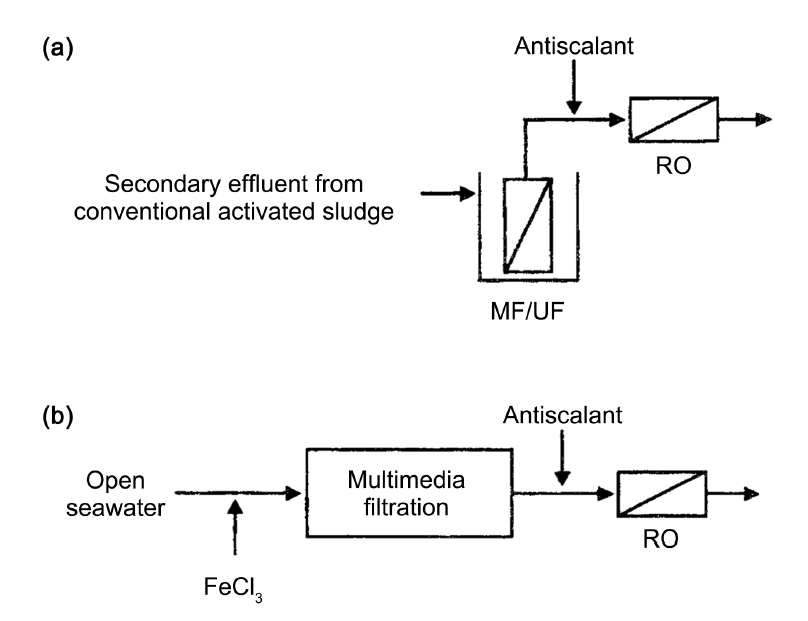 (a)
Antiscalant
RO
Secondary effluent from
conventional activated sludge
MF/UF
(b)
Antiscalant
Open
seawater
Multimedia
filtration
RO
FeCl₃